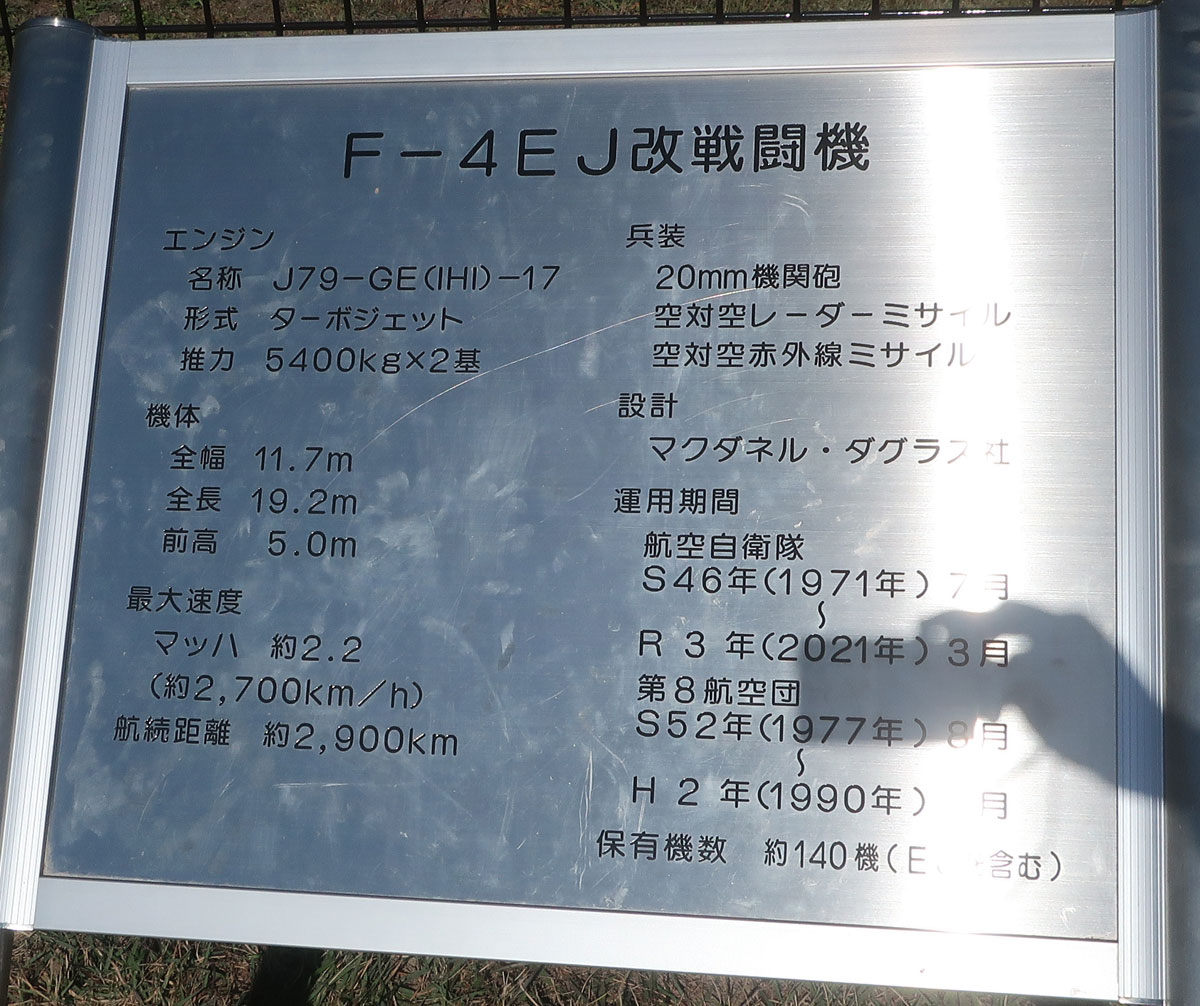 F-4EJ改戦闘機
エンジン
名称 J79-GE(IHI)-17
形式 ターボジェット
推力 5400kg×2基
機体
全幅 11.7m
全長 19.2m
前高 5.0m
最大速度
マッハ 約2.2
(約2,700km/h)
航続距離 約2,900km
兵装
20mm機関砲
空対空レーダーミサイル
空対空赤外線ミサイル
設計
マクダネル・ダグラス社
運用期間
航空自衛隊
S46年(1971年) 7月
~
R 3 年(2021年) 3月
第8航空団
S52年(1977年) 8月
~
H 2 年(1990年) 月
保有機数 約140機( 含む)